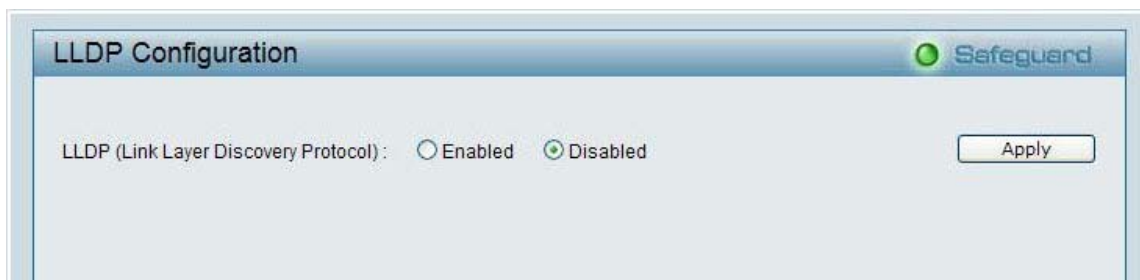 LLDP Configuration
Safeguard
LLDP (Link Layer Discovery Protocol) : Enabled Disabled
Apply